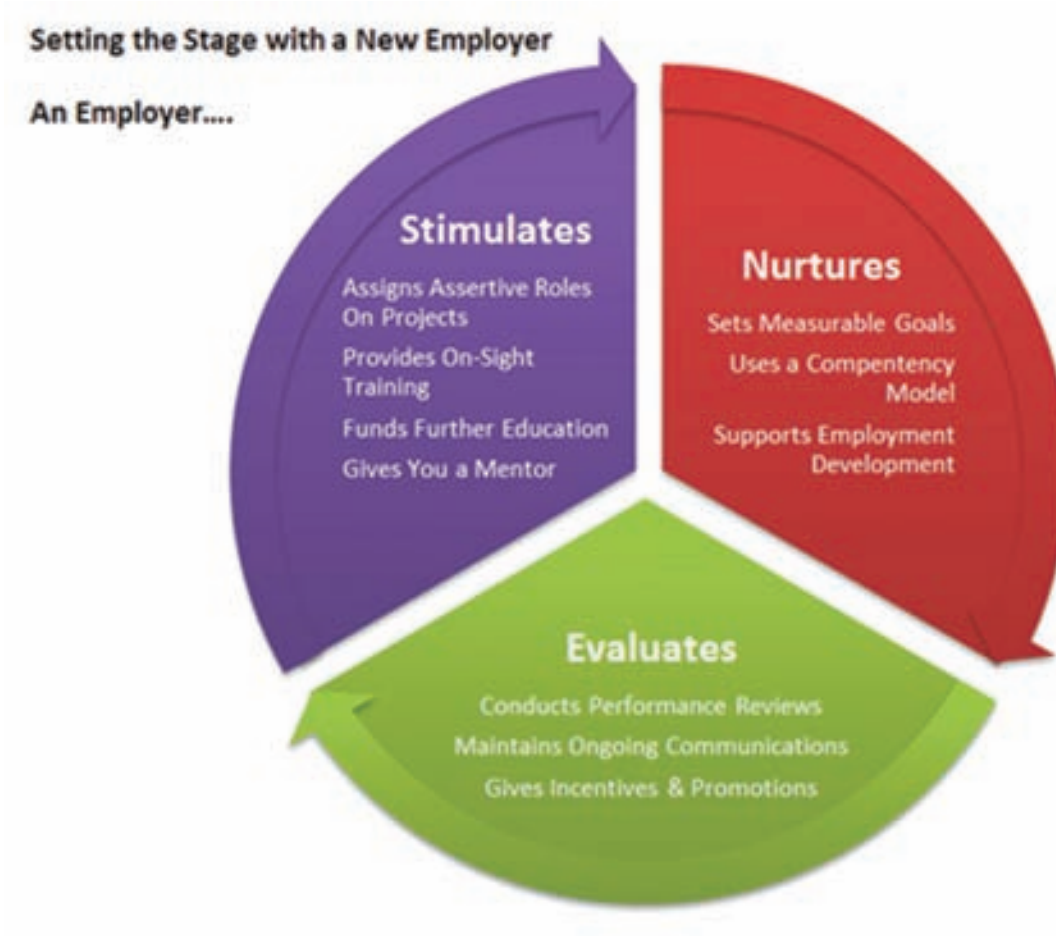 Setting the Stage with a New Employer
An Employer....
Stimulates
Assigns Assertive Roles
On Projects
Provides On-Sight
Training
Funds Further Education
Gives You a Mentor
Nurtures
Sets Measurable Goals
Uses a Compentency
Model
Supports Employment
Development
Evaluates
Conducts Performance Reviews
Maintains Ongoing Communications
Gives Incentives & Promotions